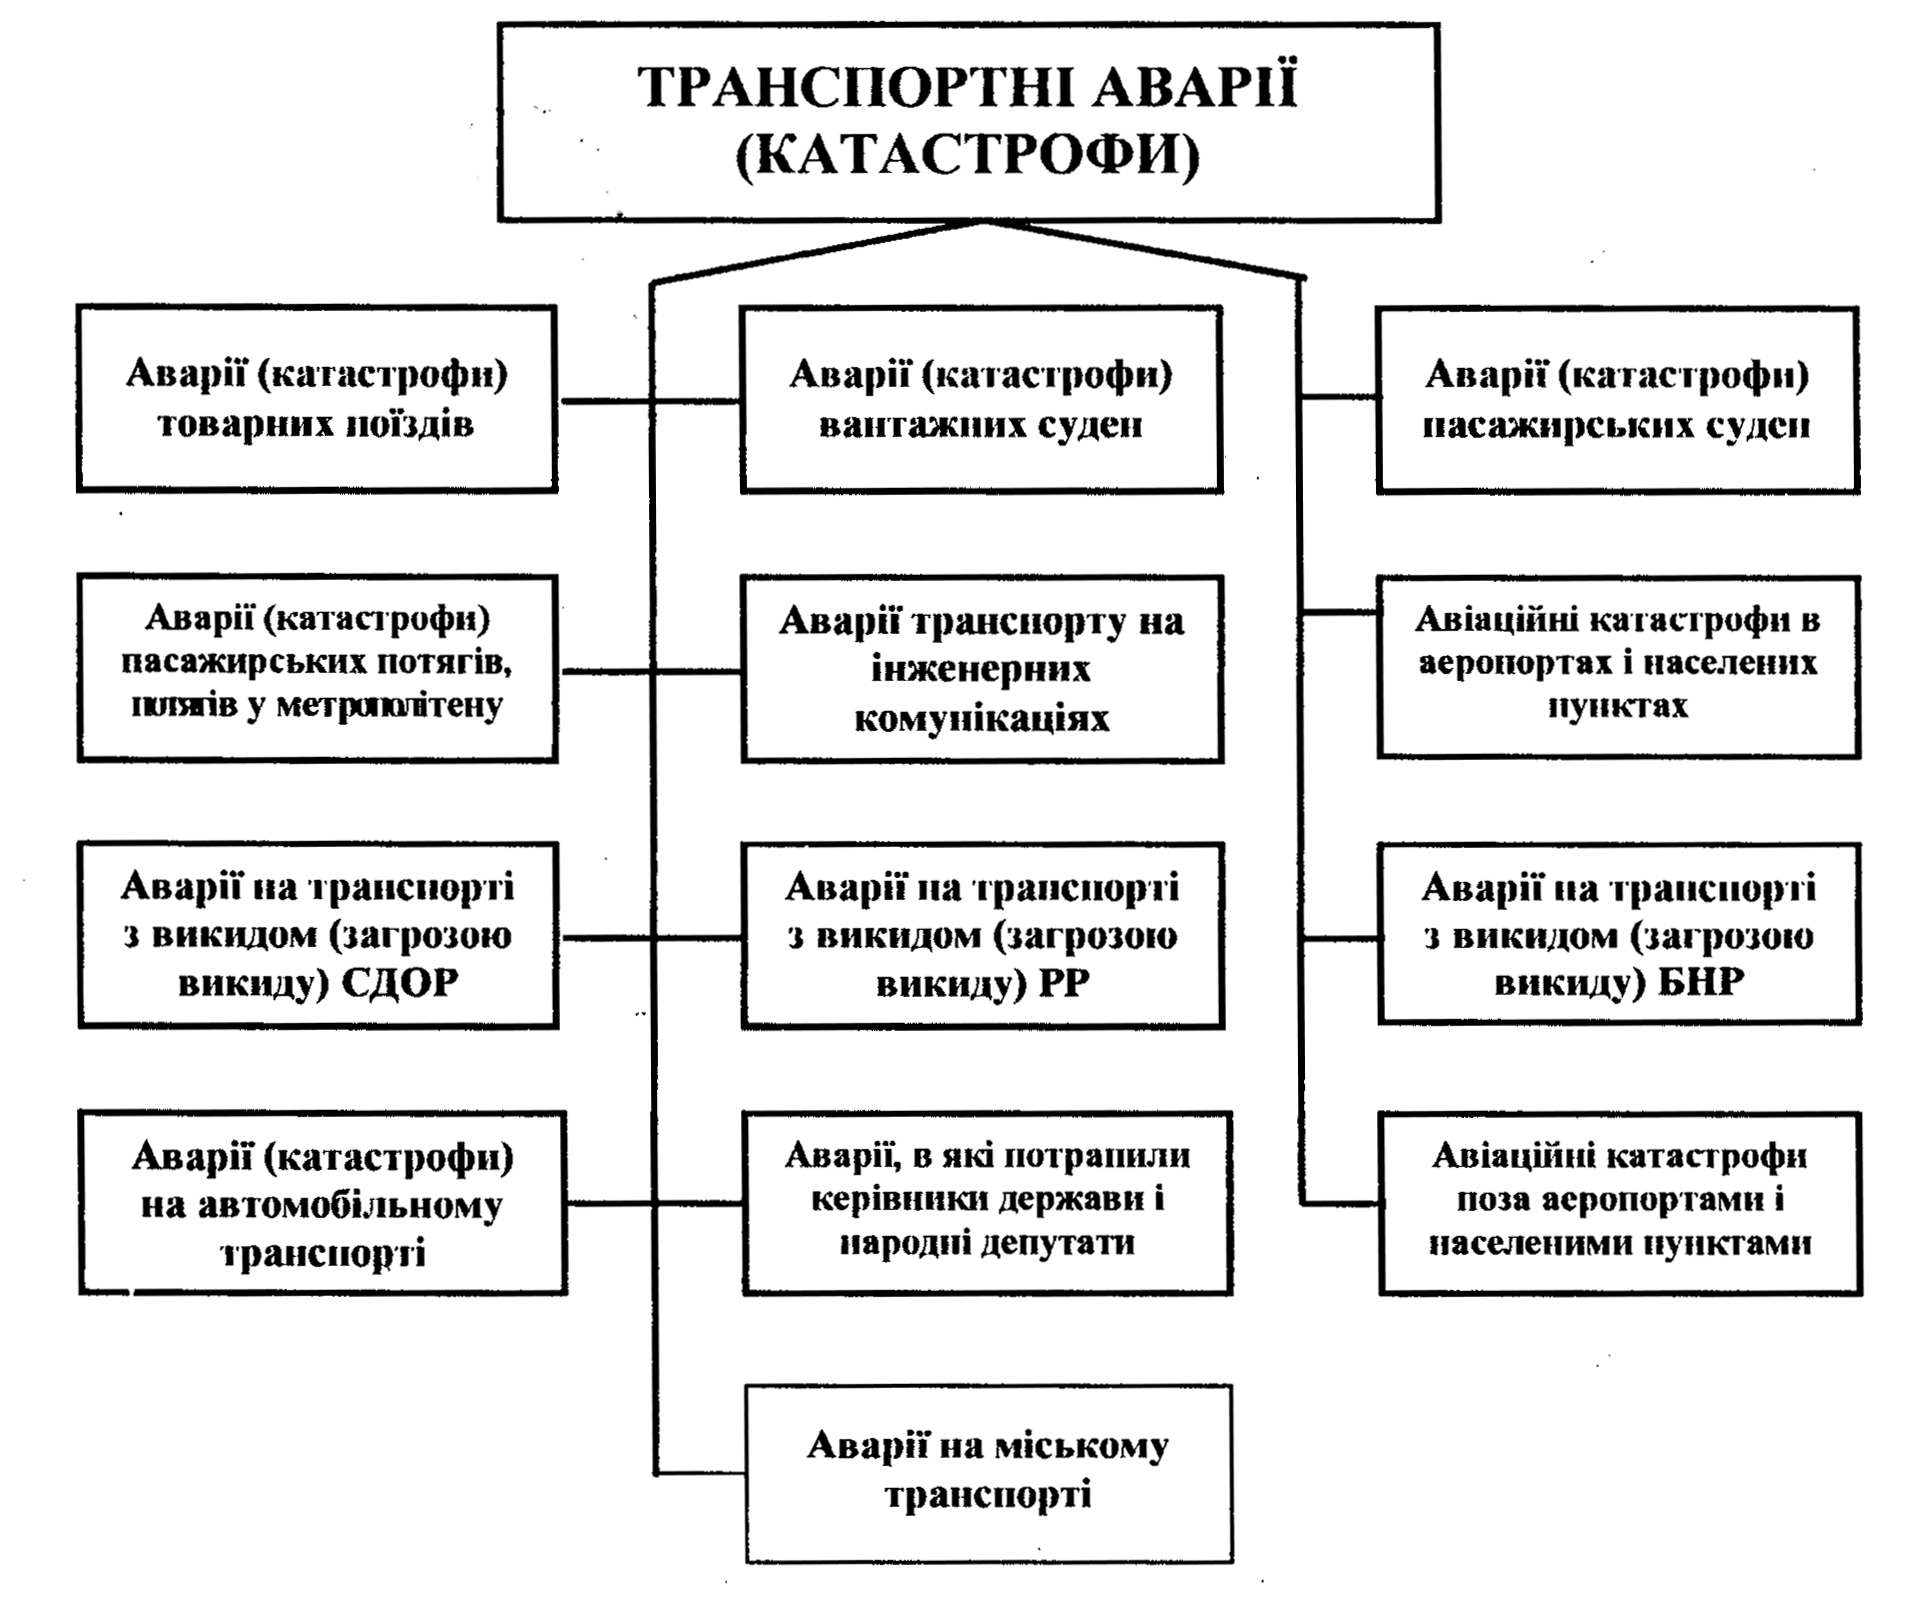 ТРАНСПОРТНІ АВАРІЇ
(КАТАСТРОФИ)
Аварії (катастрофи)
товарних поїздів
Аварії (катастрофи)
вантажних суден
Аварії (катастрофи)
пасажирських суден
Аварії (катастрофи)
пасажирських потягів,
у метрополітену
Аварії транспорту на
інженерних
комунікаціях
Авіаційні катастрофи в
аеропортах і населених
пунктах
Аварії на транспорті
з викидом (загрозою
викиду) СДОР
Аварії на транспорті
з викидом (загрозою
викиду) РР
Аварії на транспорті
з викидом (загрозою
викиду) БНР
Аварії (катастрофи)
на автомобільному
транспорті
Аварії, в які потрапили
керівники держави і
народні депутати
Авіаційні катастрофи
поза аеропортами і
населеними пунктами
Аварії на міському
транспорті